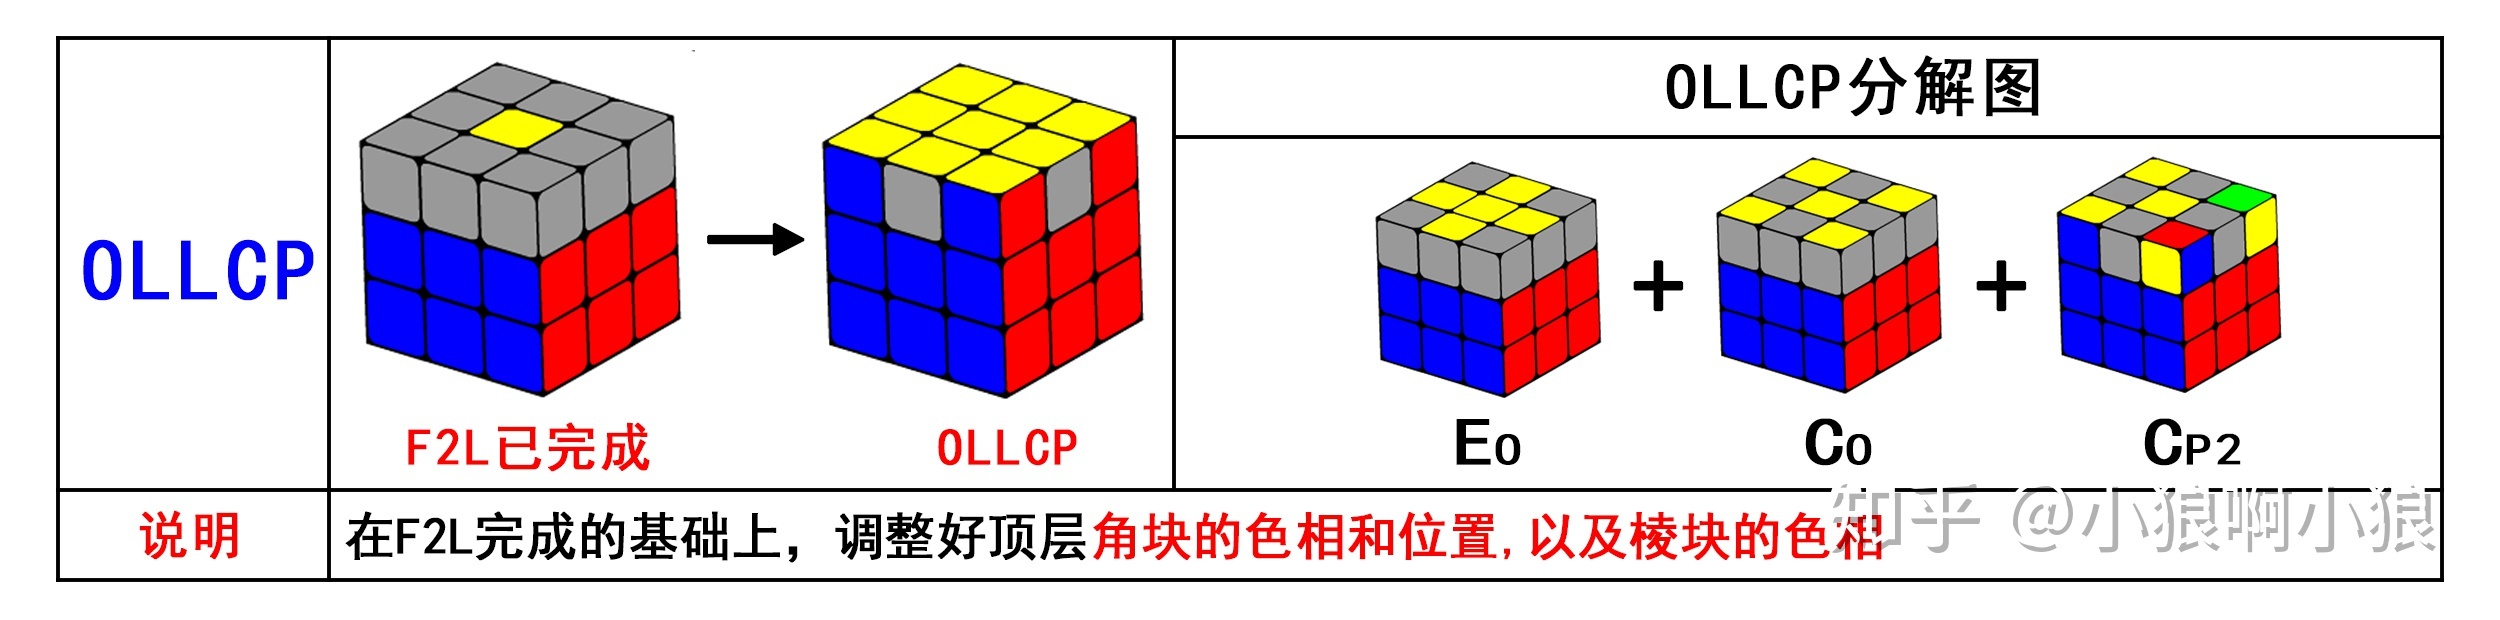 OLLCP
F2L已完成
OLLCP
OLLCP分解图
EO
CO
CP2
说明
在F2L完成的基础上，调整好顶层角块的色相和位置,以及棱块的色相
知乎 @小狼啊小狼